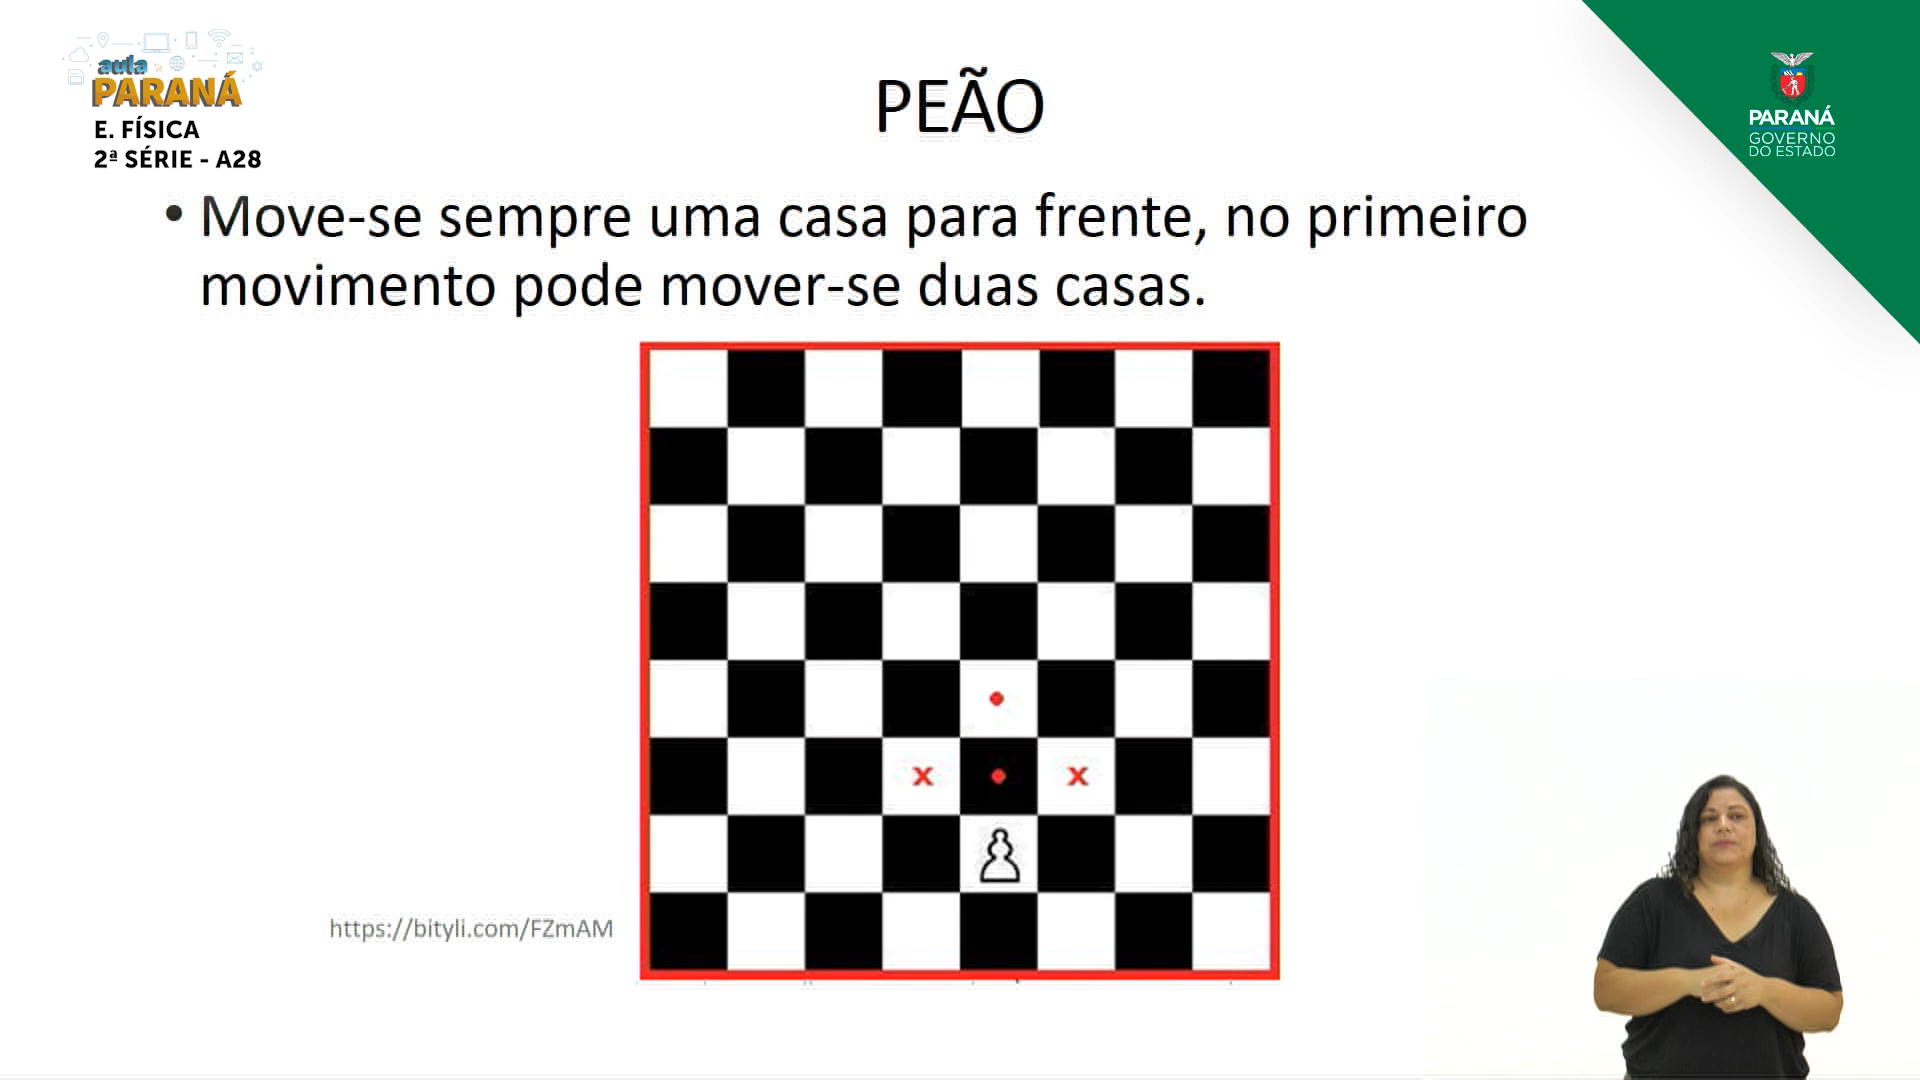 aula
PARANÁ
E. FÍSICA
2ª SÉRIE - A28
PEÃO
PARANÁ
GOVERNO
DO ESTADO
• Move-se sempre uma casa para frente, no primeiro
movimento pode mover-se duas casas.
x x
https://bityli.com/FZmAM